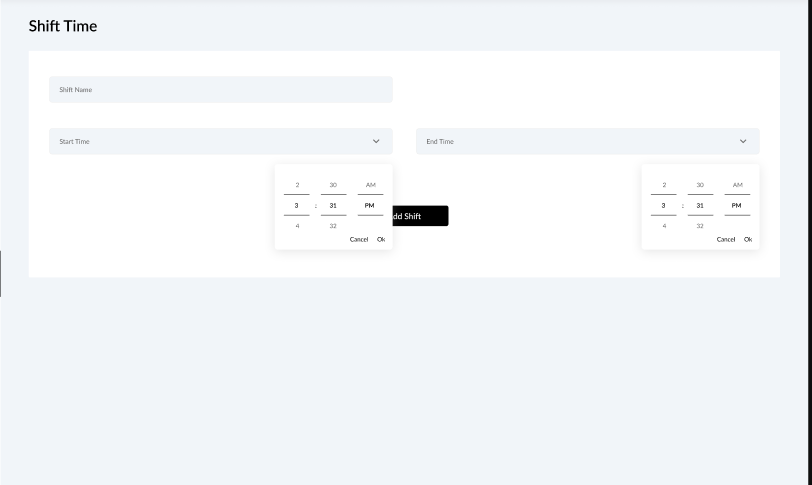 Shift Time
Shift Name
Start Time
End Time
2 30 AM
3 : 31 PM
4 32
Cancel Ok
dd Shift
2 30 AM
3 : 31 PM
4 32
Cancel Ok